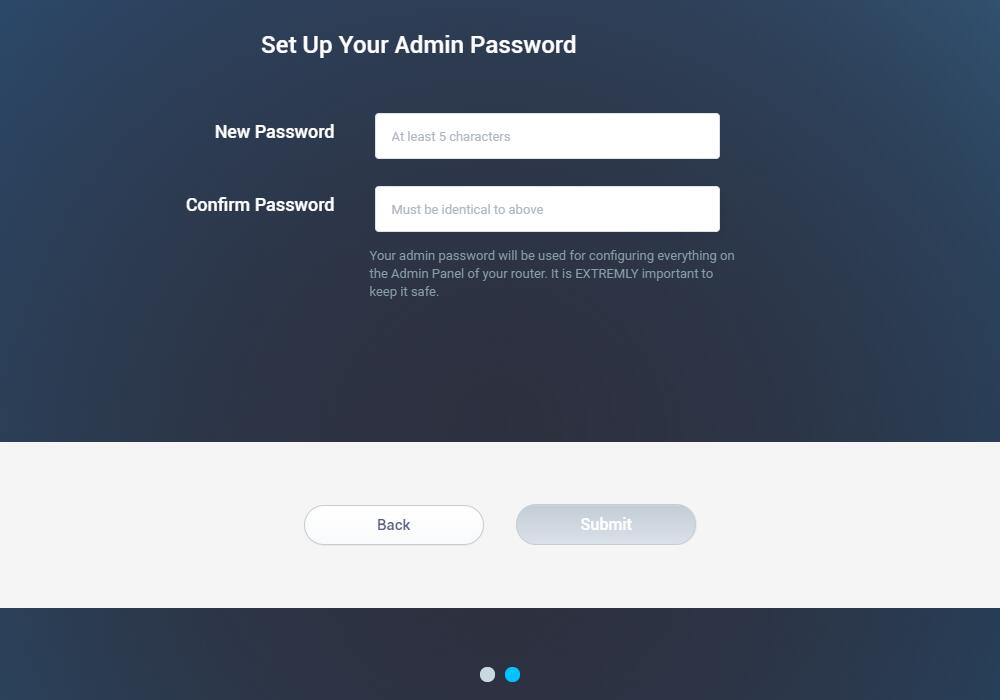 Set Up Your Admin Password
New Password
At least 5 characters
Confirm Password
Must be identical to above
Your admin password will be used for configuring everything on
the Admin Panel of your router. It is EXTREMLY important to
keep it safe.
Back
Submit